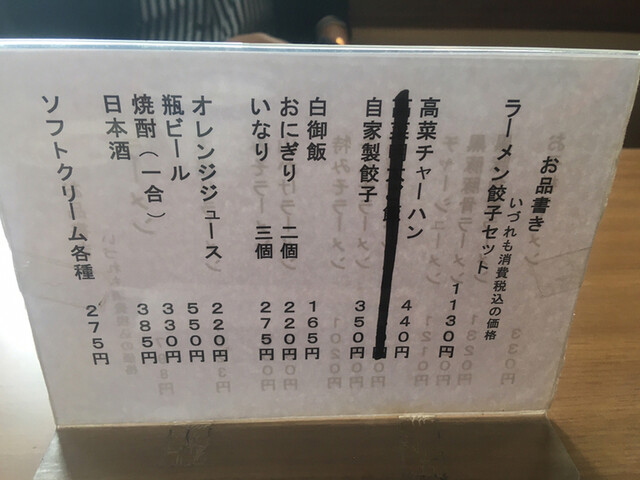 お品書き
いづれも消費税込の価格
ラーメン餃子セット 1130円
高菜チャーハン 440円
自家製餃子 350円
白御飯 165円
おにぎり 二個 220円
いなり 三個 275円
オレンジジュース 220円
瓶ビール 550円
焼酎(一合) 330円
日本酒 385円
ソフトクリーム各種 275円